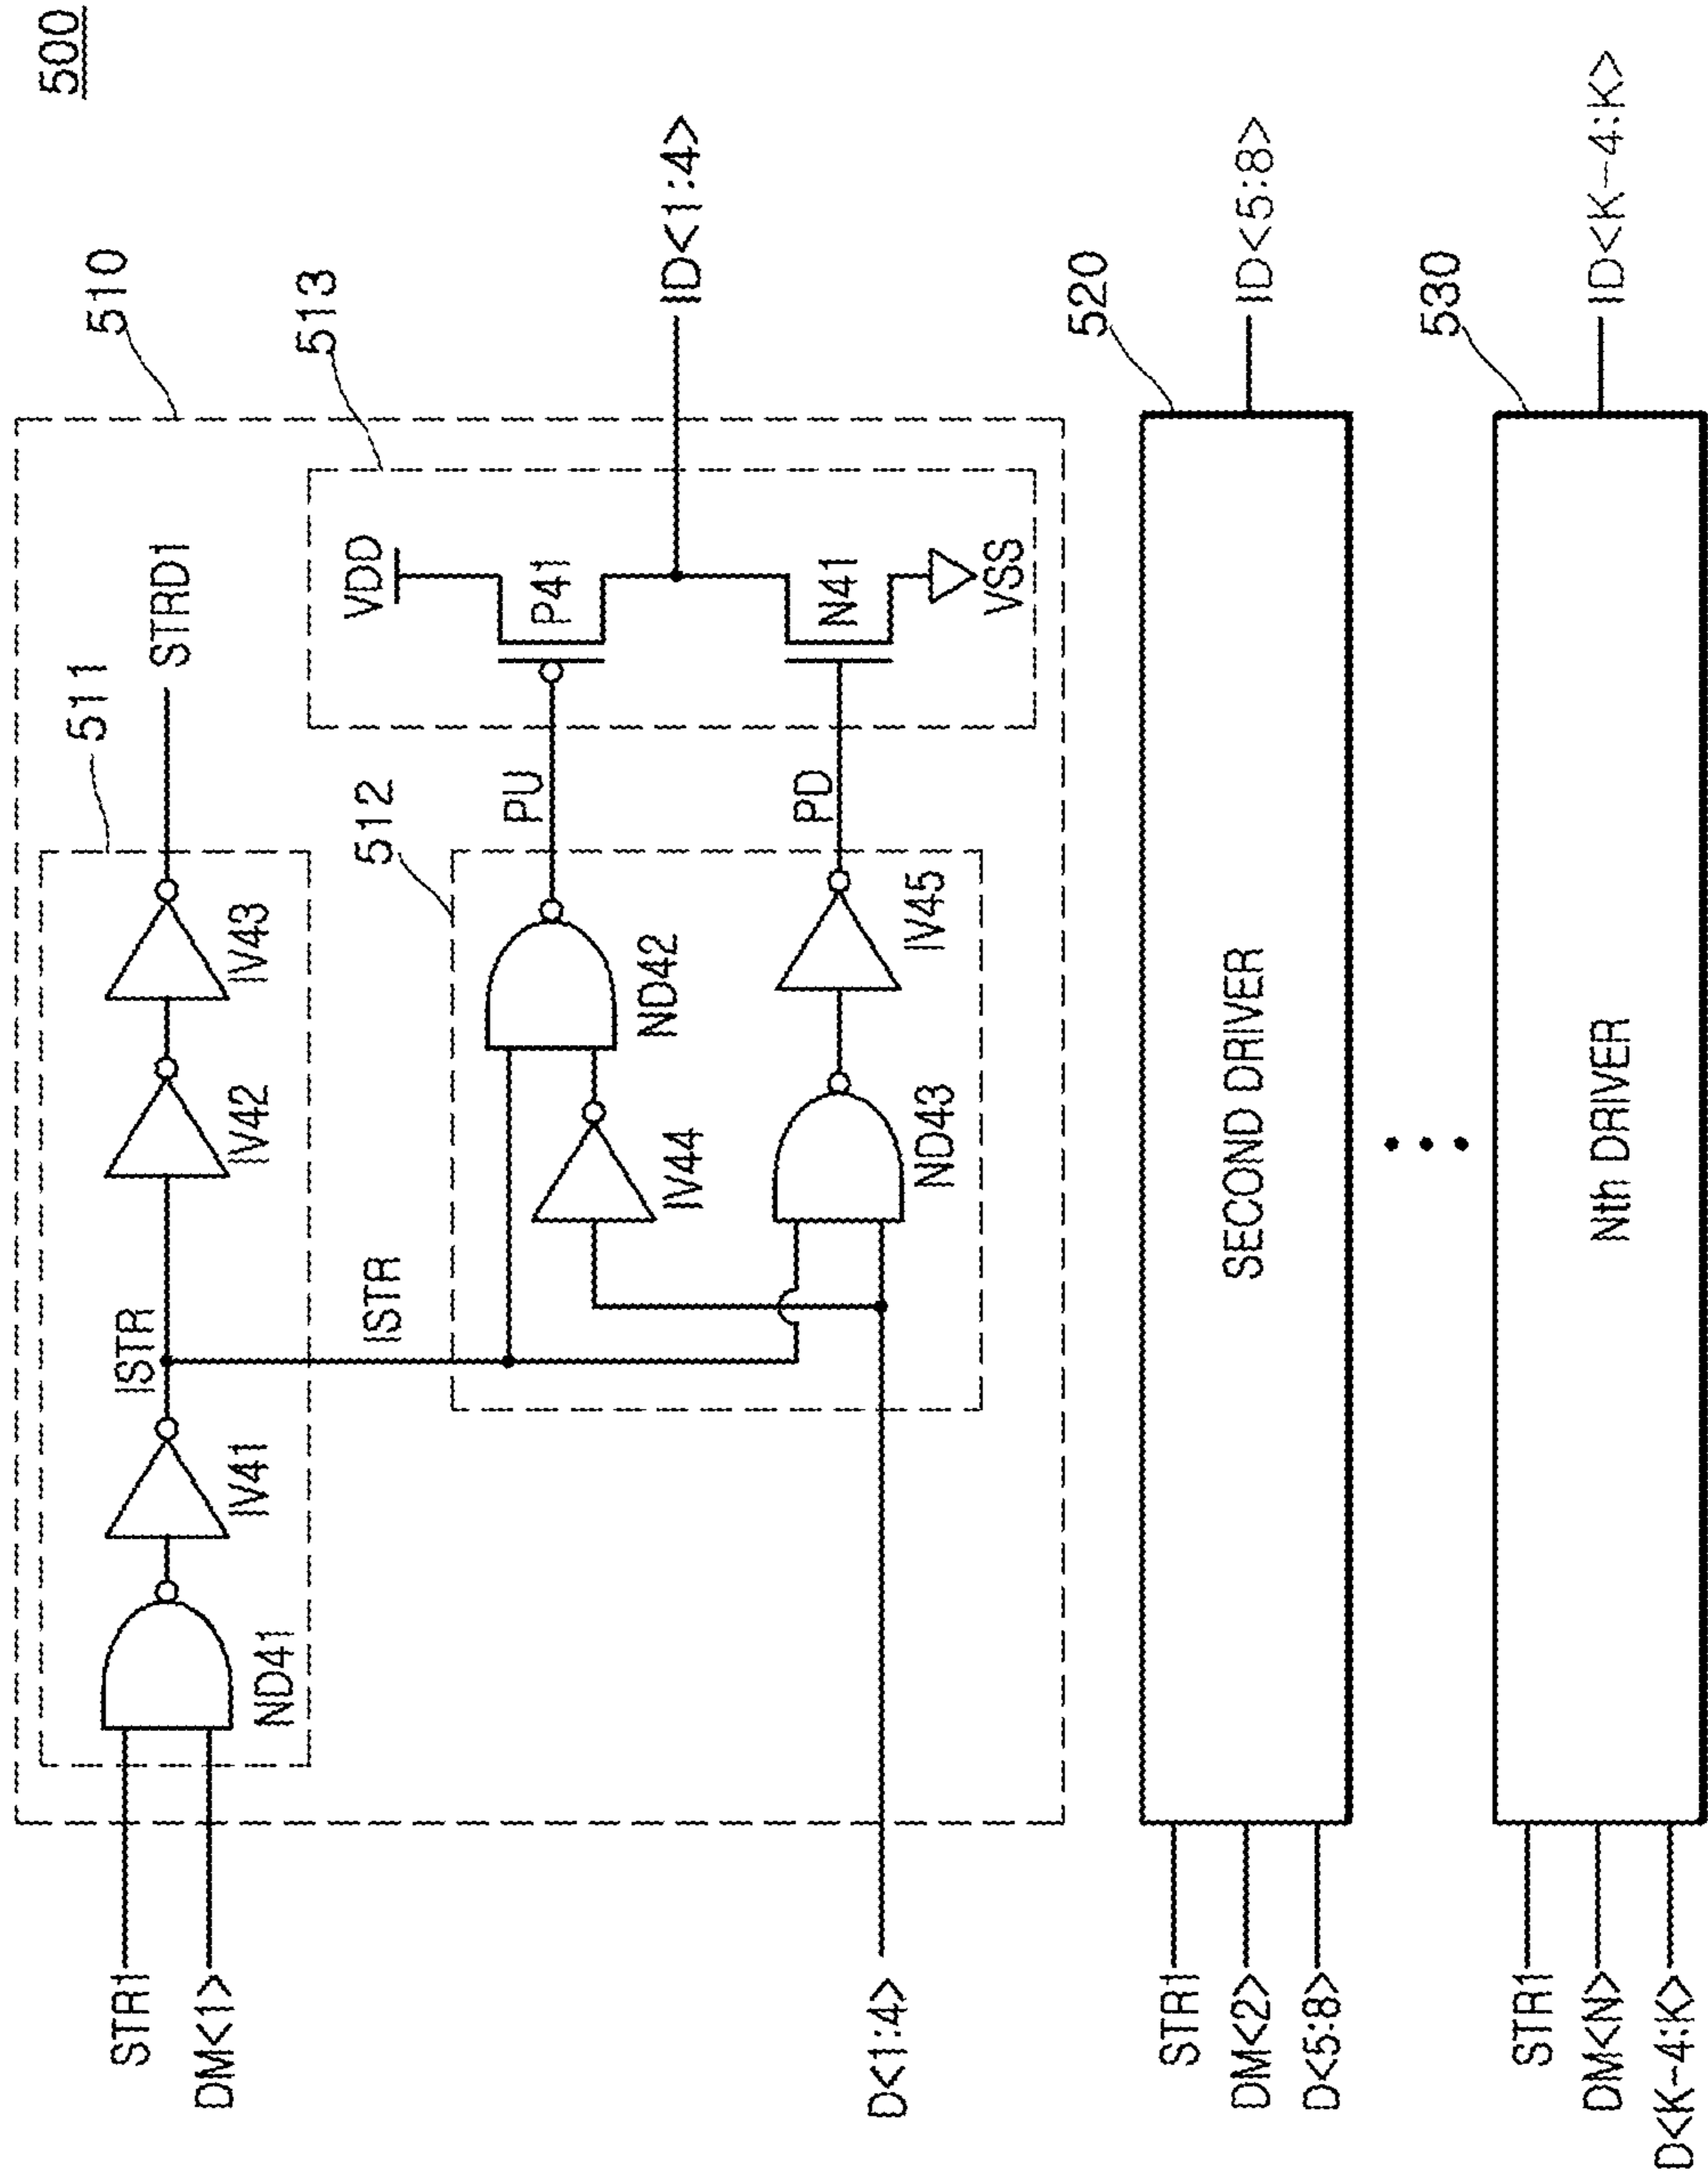 500
510
511
STR1
DM<1>
ND41
IV41
ISTR
IV42
IV43
STRD1
513
512
ISTR
VDD
PU
P41
ND42
IV44
ID<1:4>
PD
N41
IV45
ND43
VSS
D<1:4>
520
STR1
DM<2>
D<5:8>
SECOND DRIVER
ID<5:8>
530
STR1
DM<N>
D<K-4:K>
Nth DRIVER
ID<K-4:K>